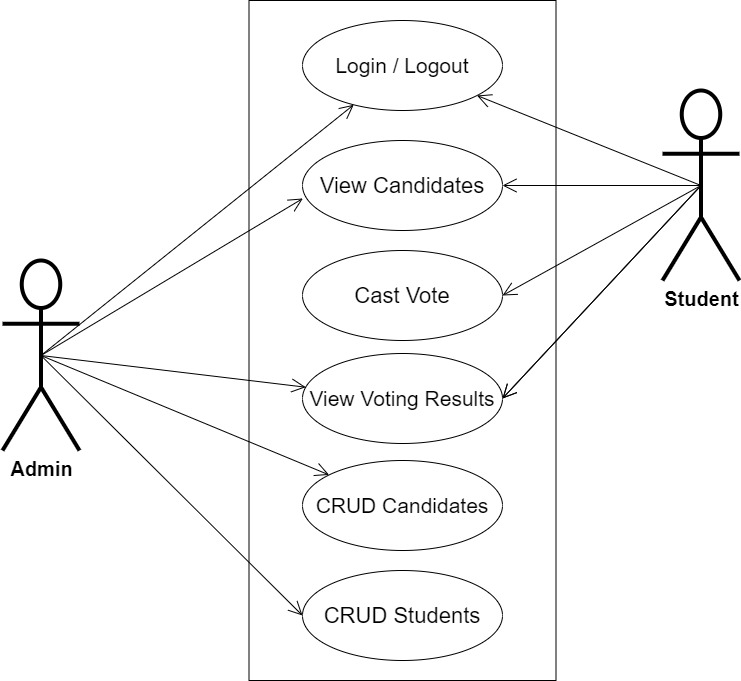 Login / Logout
View Candidates
Cast Vote
View Voting Results
CRUD Candidates
CRUD Students
Student
Admin